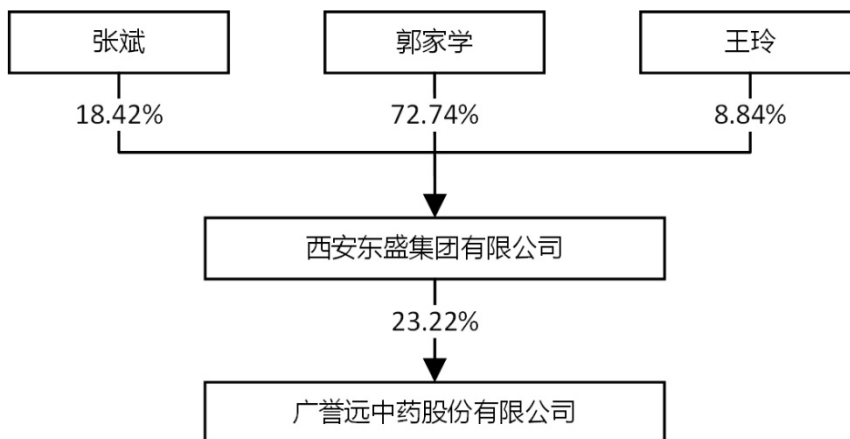 张斌
郭家学
王玲
18.42%
72.74%
8.84%
西安东盛集团有限公司
23.22%
广誉远中药股份有限公司